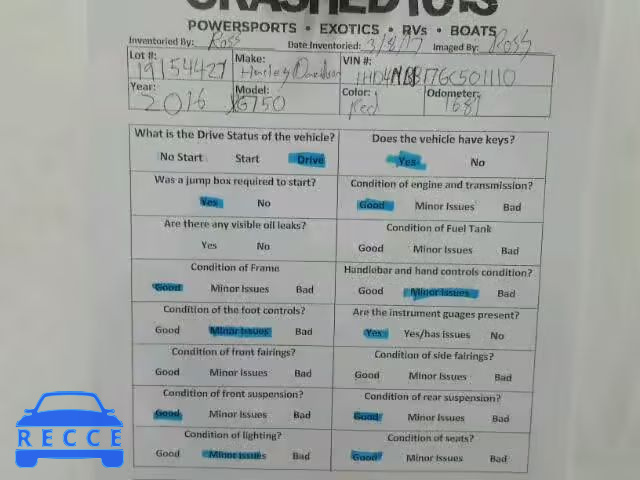 CRASHEDTOYS
POWERSPORTS • EXOTICS • RVs • BOATS
Inventoried By: Ross Date Inventoried: 3/8/17 Imaged By: Ross
Lot #: Make: VIN #:
19154427 Harley Davidson 1HD4NBB17GC501110
Year: Color: Odometer:
2016 XG750 Red 1681
What is the Drive Status of the vehicle? Does the vehicle have keys?
No Start Start Drive Yes No
Was a jump box required to start? Condition of engine and transmission?
Yes No Good Minor Issues Bad
Are there any visible oil leaks? Condition of Fuel Tank
Yes No Good Minor Issues Bad
Condition of Frame Handlebar and hand controls condition?
Good Minor Issues Bad Good Minor Issues Bad
Condition of the foot controls? Are the instrument guages present?
Good Minor Issues Bad Yes Yes/has issues No
Condition of front fairings? Condition of side fairings?
Good Minor Issues Bad Good Minor Issues Bad
Condition of front suspension? Condition of rear suspension?
Good Minor Issues Bad Good Minor Issues Bad
Condition of lighting? Condition of seats?
Good Minor Issues Bad Good Minor Issues Bad
RECCE